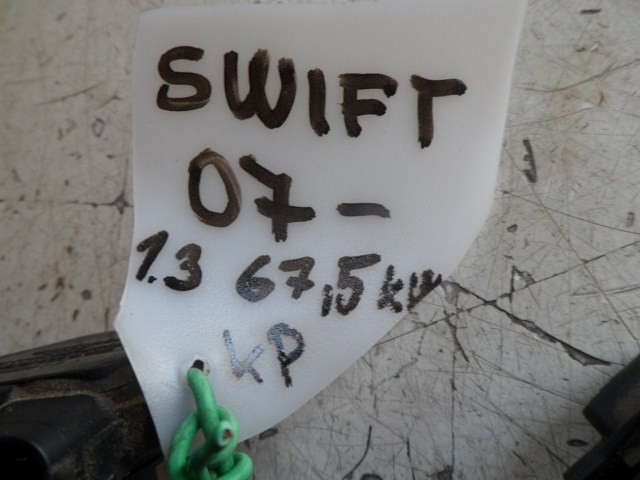 SWIFT
07-
1.3 67,5 kw
kP